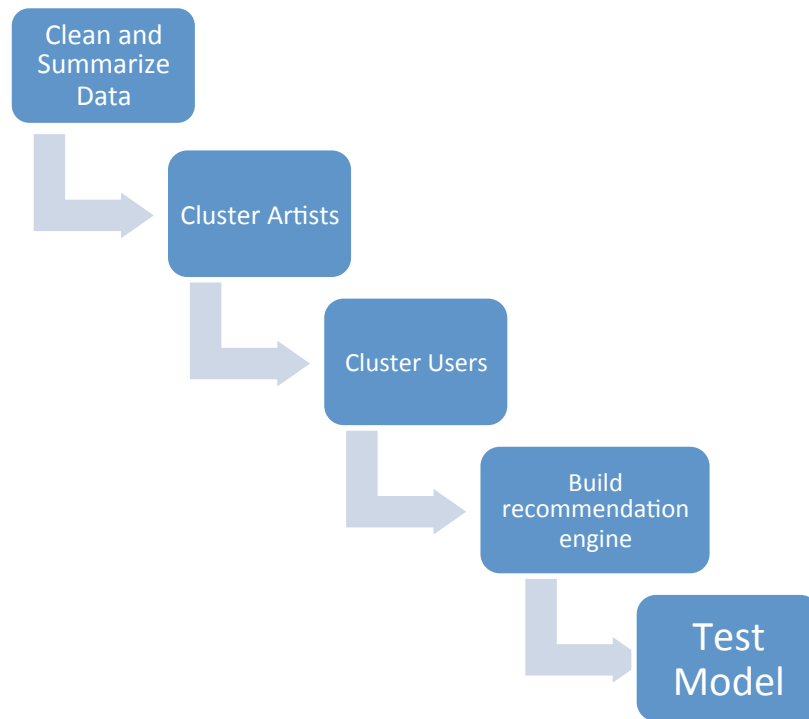 Clean and
Summarize
Data
Cluster Artists
Cluster Users
Build
recommendation
engine
Test
Model